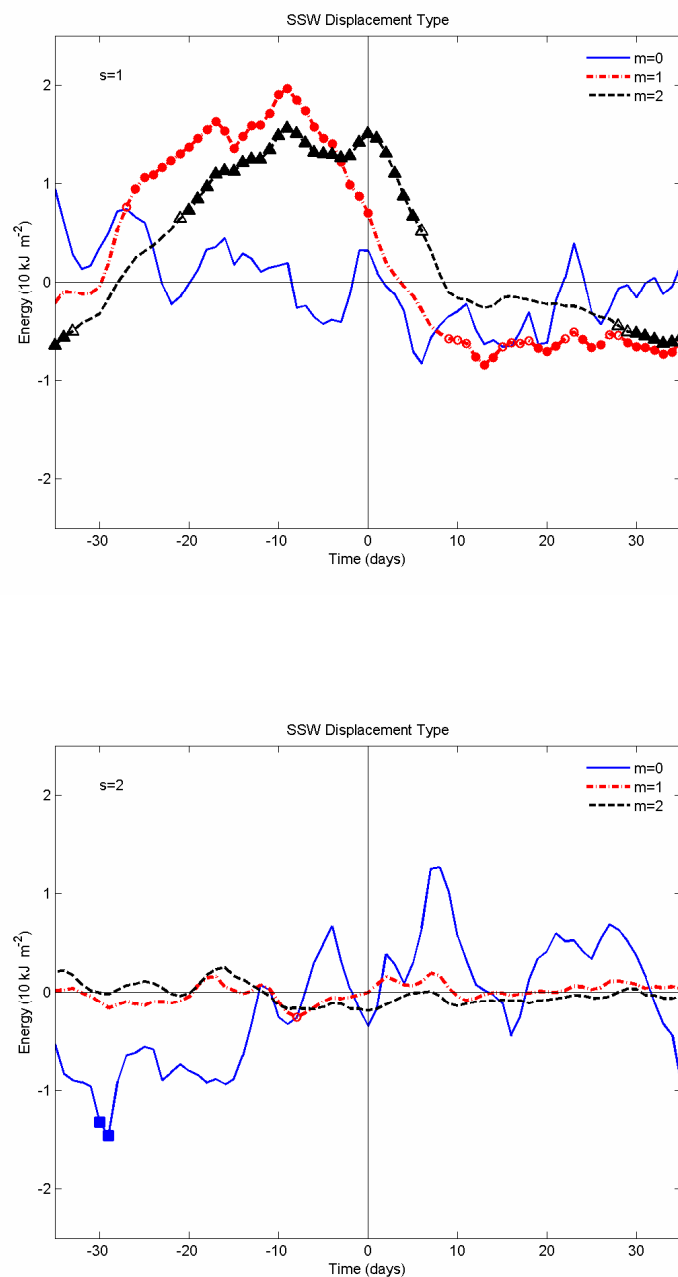 SSW Displacement Type
s=1
m=0
m=1
m=2
Energy (10 kJ m⁻²)
2
1
0
-1
-2
-30 -20 -10 0 10 20 30
Time (days)
SSW Displacement Type
s=2
m=0
m=1
m=2
Energy (10 kJ m⁻²)
2
1
0
-1
-2
-30 -20 -10 0 10 20 30
Time (days)